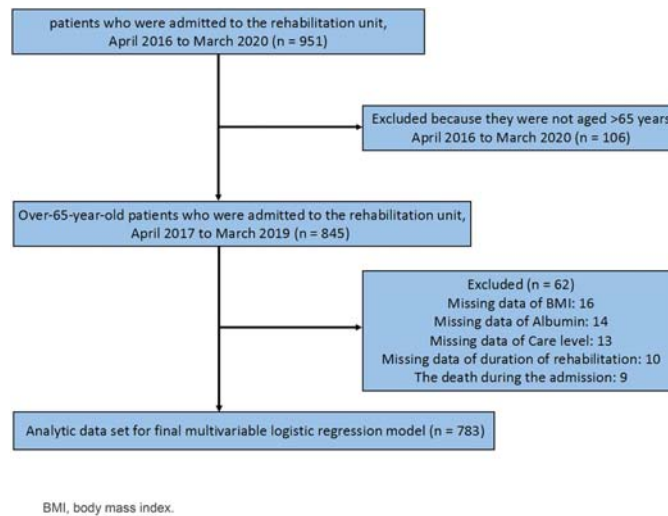 patients who were admitted to the rehabilitation unit,
April 2016 to March 2020 (n = 951)
Excluded because they were not aged >65 years
April 2016 to March 2020 (n = 106)
Over-65-year-old patients who were admitted to the rehabilitation unit,
April 2017 to March 2019 (n = 845)
Excluded (n = 62)
Missing data of BMI: 16
Missing data of Albumin: 14
Missing data of Care level: 13
Missing data of duration of rehabilitation: 10
The death during the admission: 9
Analytic data set for final multivariable logistic regression model (n = 783)
BMI, body mass index.